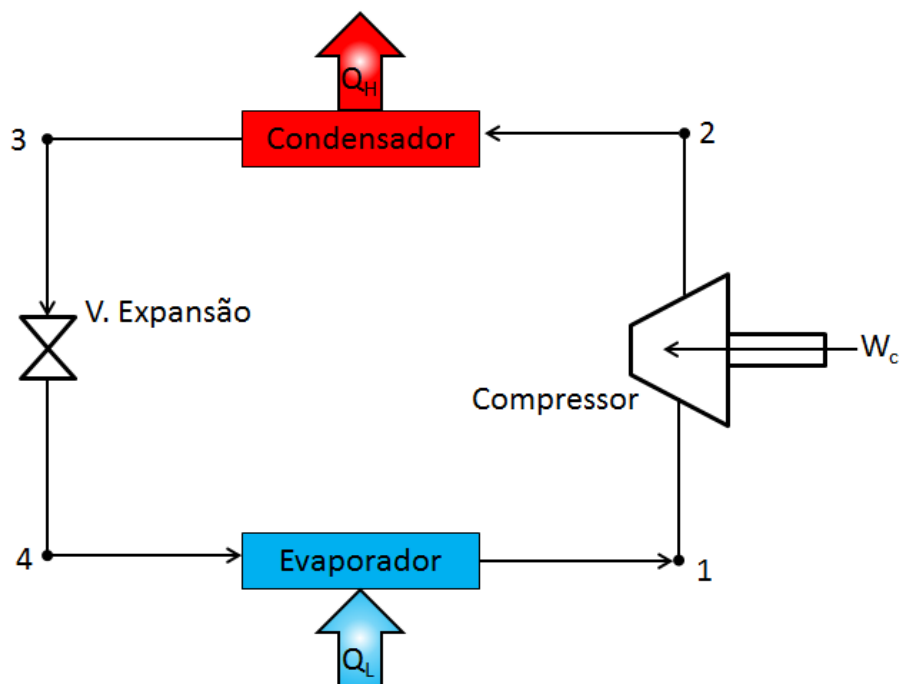 Q_H
3
Condensador
2
V. Expansão
W_c
Compressor
4
Evaporador
1
Q_L